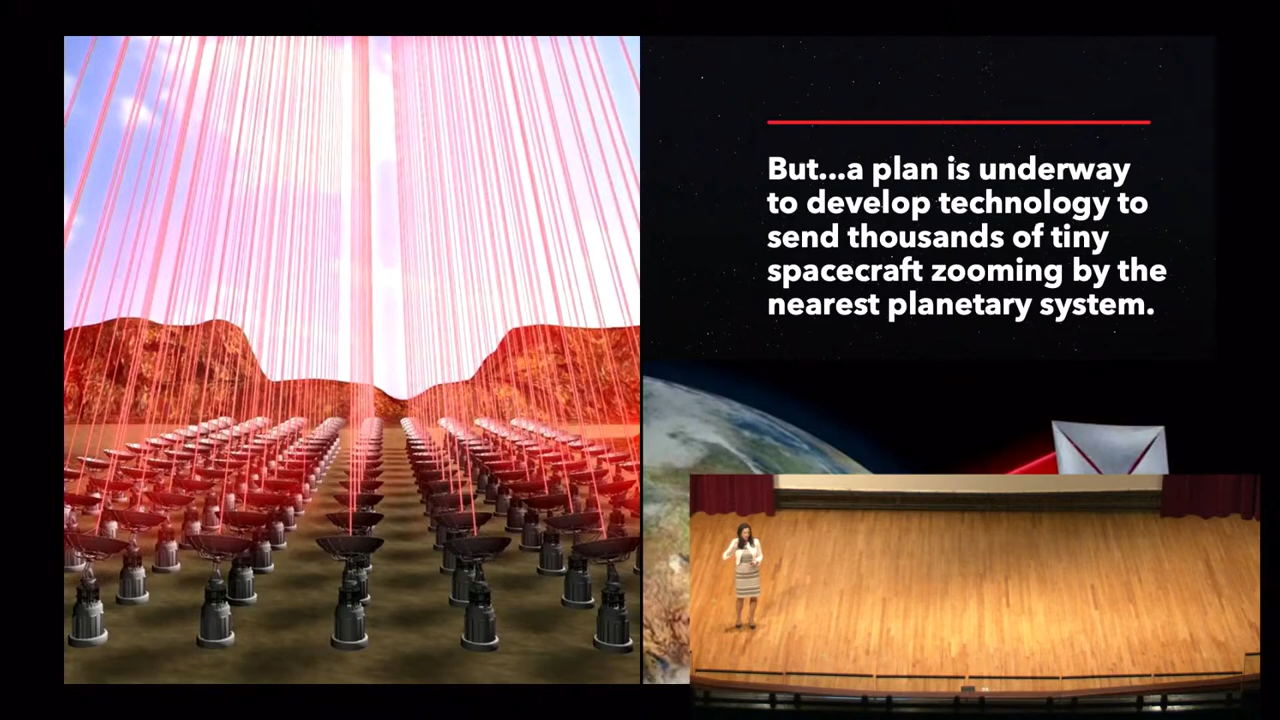 But...a plan is underway
to develop technology to
send thousands of tiny
spacecraft zooming by the
nearest planetary system.